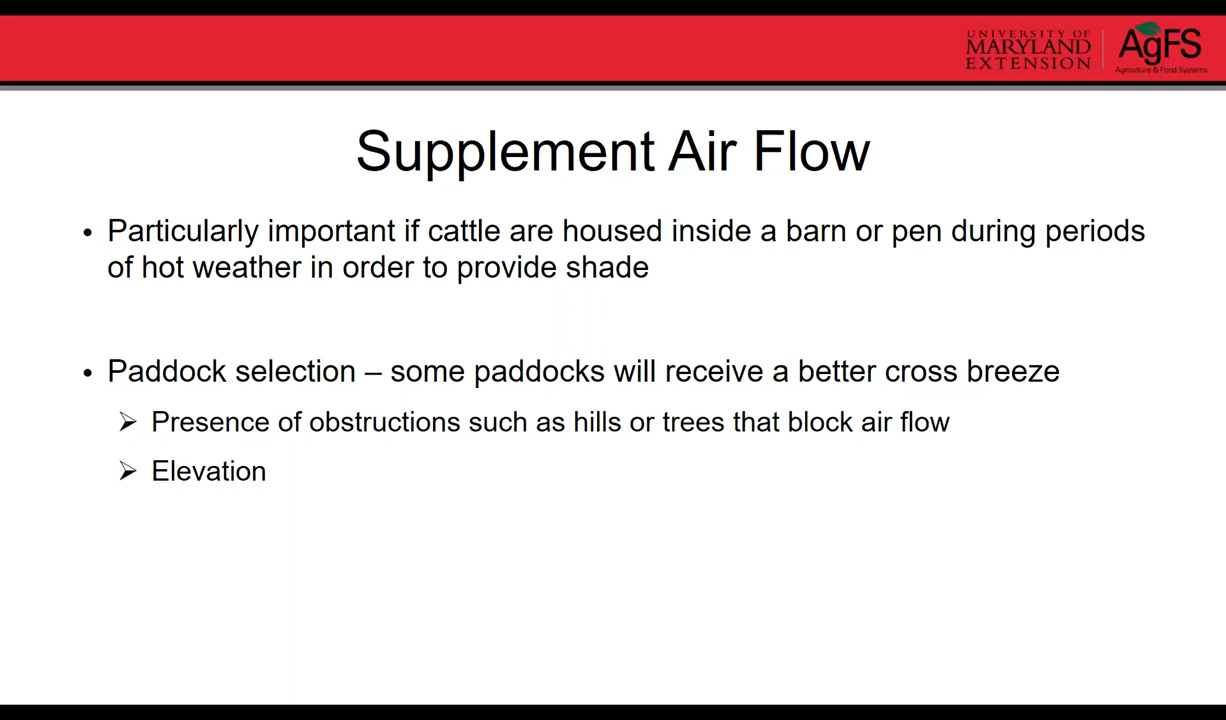 UNIVERSITY OF
MARYLAND
EXTENSION
AgFS
Agriculture & Food Systems
Supplement Air Flow
• Particularly important if cattle are housed inside a barn or pen during periods
of hot weather in order to provide shade
• Paddock selection – some paddocks will receive a better cross breeze
➢ Presence of obstructions such as hills or trees that block air flow
➢ Elevation